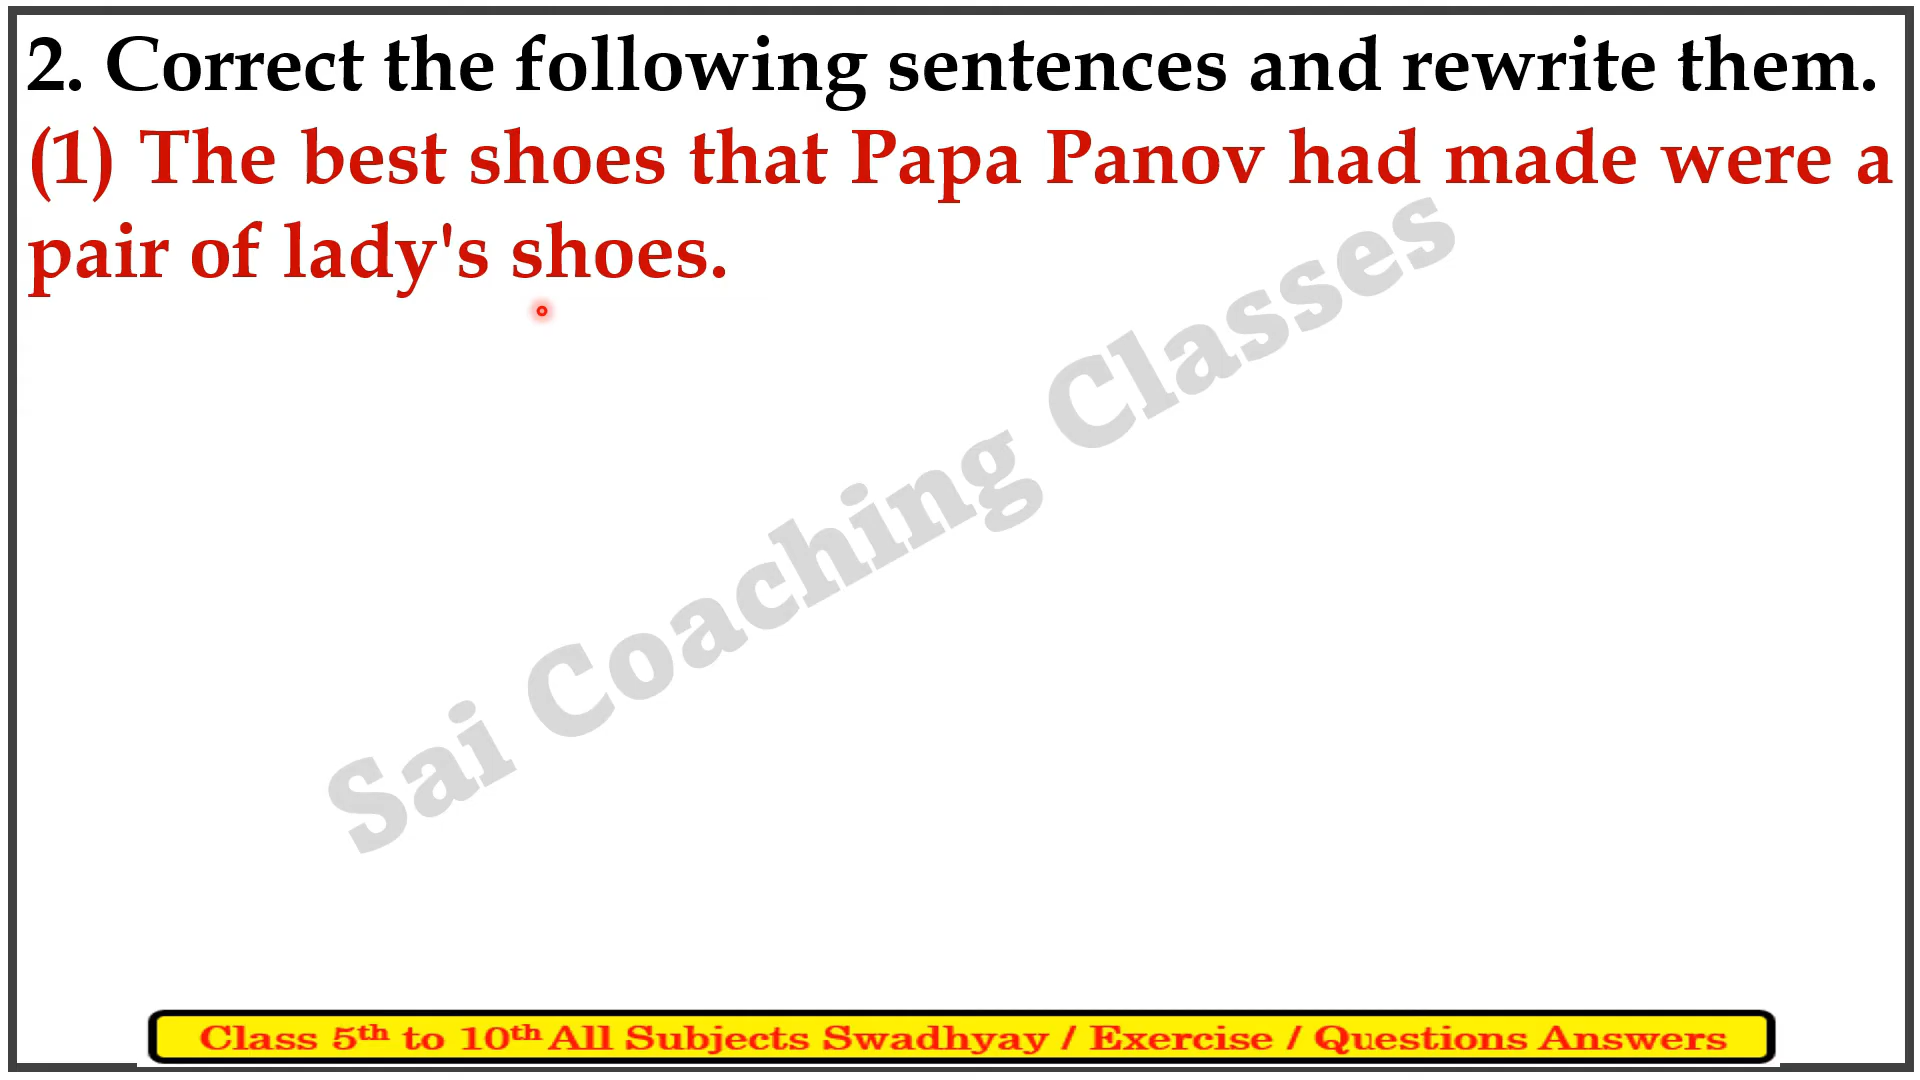 2. Correct the following sentences and rewrite them.
(1) The best shoes that Papa Panov had made were a
pair of lady's shoes.
Sai Coaching Classes
Class 5th to 10th All Subjects Swadhyay / Exercise / Questions Answers